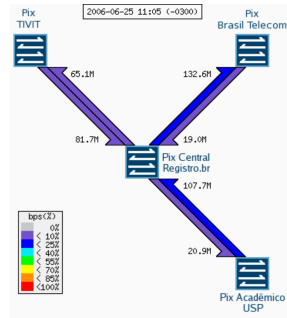 Pix
TIVIT
2006-06-25 11:05 (-0300)
Pix
Brasil Telecom
65.1M
132.6M
81.7M
19.0M
Pix Central
Registro.br
107.7M
20.9M
bps(%)
0%
< 10%
< 25%
< 40%
< 55%
< 70%
< 85%
<100%
Pix Acadêmico
USP